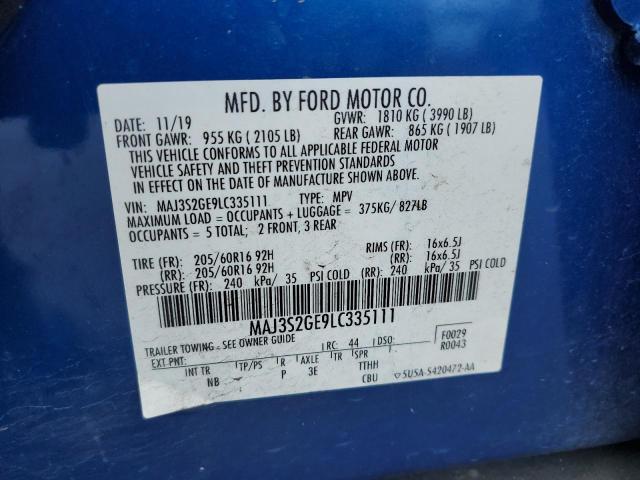 MFD. BY FORD MOTOR CO.
DATE: 11/19 GVWR: 1810 KG ( 3990 LB)
FRONT GAWR: 955 KG ( 2105 LB) REAR GAWR: 865 KG ( 1907 LB)
THIS VEHICLE CONFORMS TO ALL APPLICABLE FEDERAL MOTOR
VEHICLE SAFETY AND THEFT PREVENTION STANDARDS
IN EFFECT ON THE DATE OF MANUFACTURE SHOWN ABOVE.
VIN: MAJ3S2GE9LC335111 TYPE: MPV
MAXIMUM LOAD = OCCUPANTS + LUGGAGE = 375KG/ 827LB
OCCUPANTS = 5 TOTAL; 2 FRONT, 3 REAR
TIRE (FR): 205/60R16 92H RIMS (FR): 16x6.5J
(RR): 205/60R16 92H (RR): 16x6.5J
PRESSURE (FR): 240 kPa/ 35 PSI COLD (RR): 240 kPa/ 35 PSI COLD
MAJ3S2GE9LC335111
TRAILER TOWING - SEE OWNER GUIDE
EXT PNT: RC: 44 DSO: F0029
R0043
INT TR TP/PS R AXLE TR SPR
NB P 3E TTHH
CBU 5U5A-5420472-AA